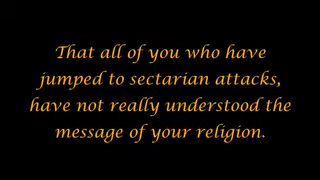 That all of you who have
jumped to sectarian attacks,
have not really understood the
message of your religion.